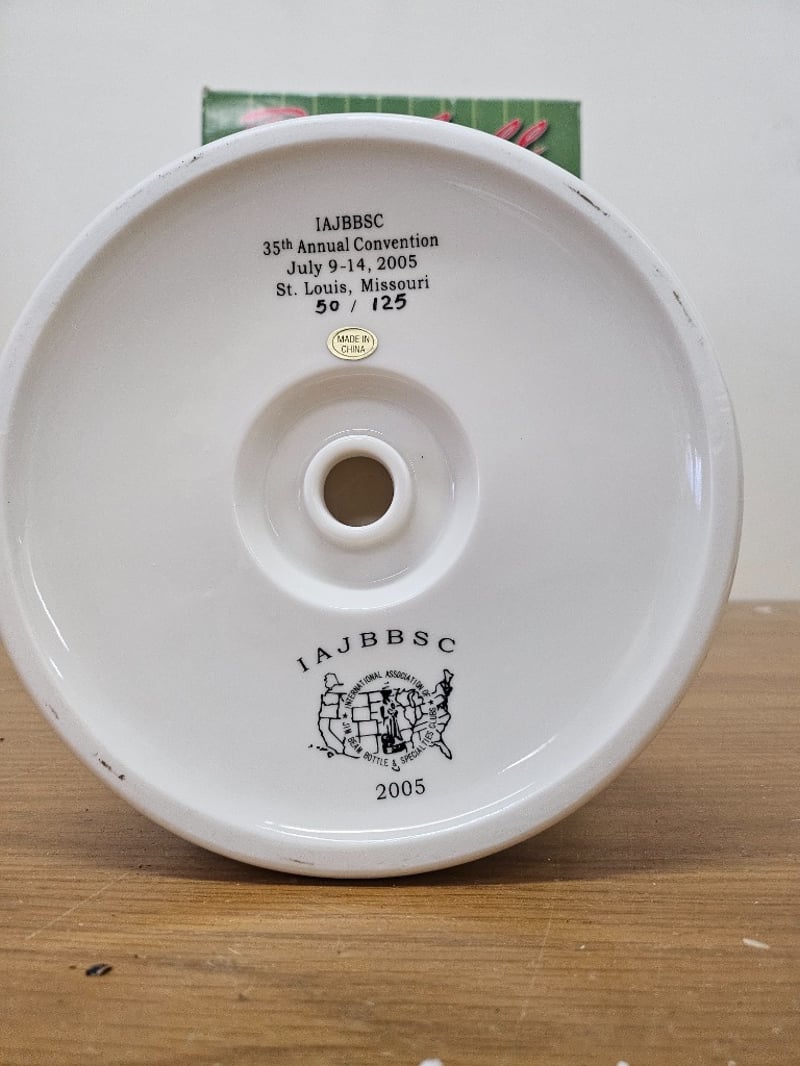 IAJBBSC
35th Annual Convention
July 9-14, 2005
St. Louis, Missouri
50 / 125
MADE IN
CHINA
IAJBBSC
INTERNATIONAL ASSOCIATION OF
JIM BEAM BOTTLE & SPECIALTIES CLUBS
2005